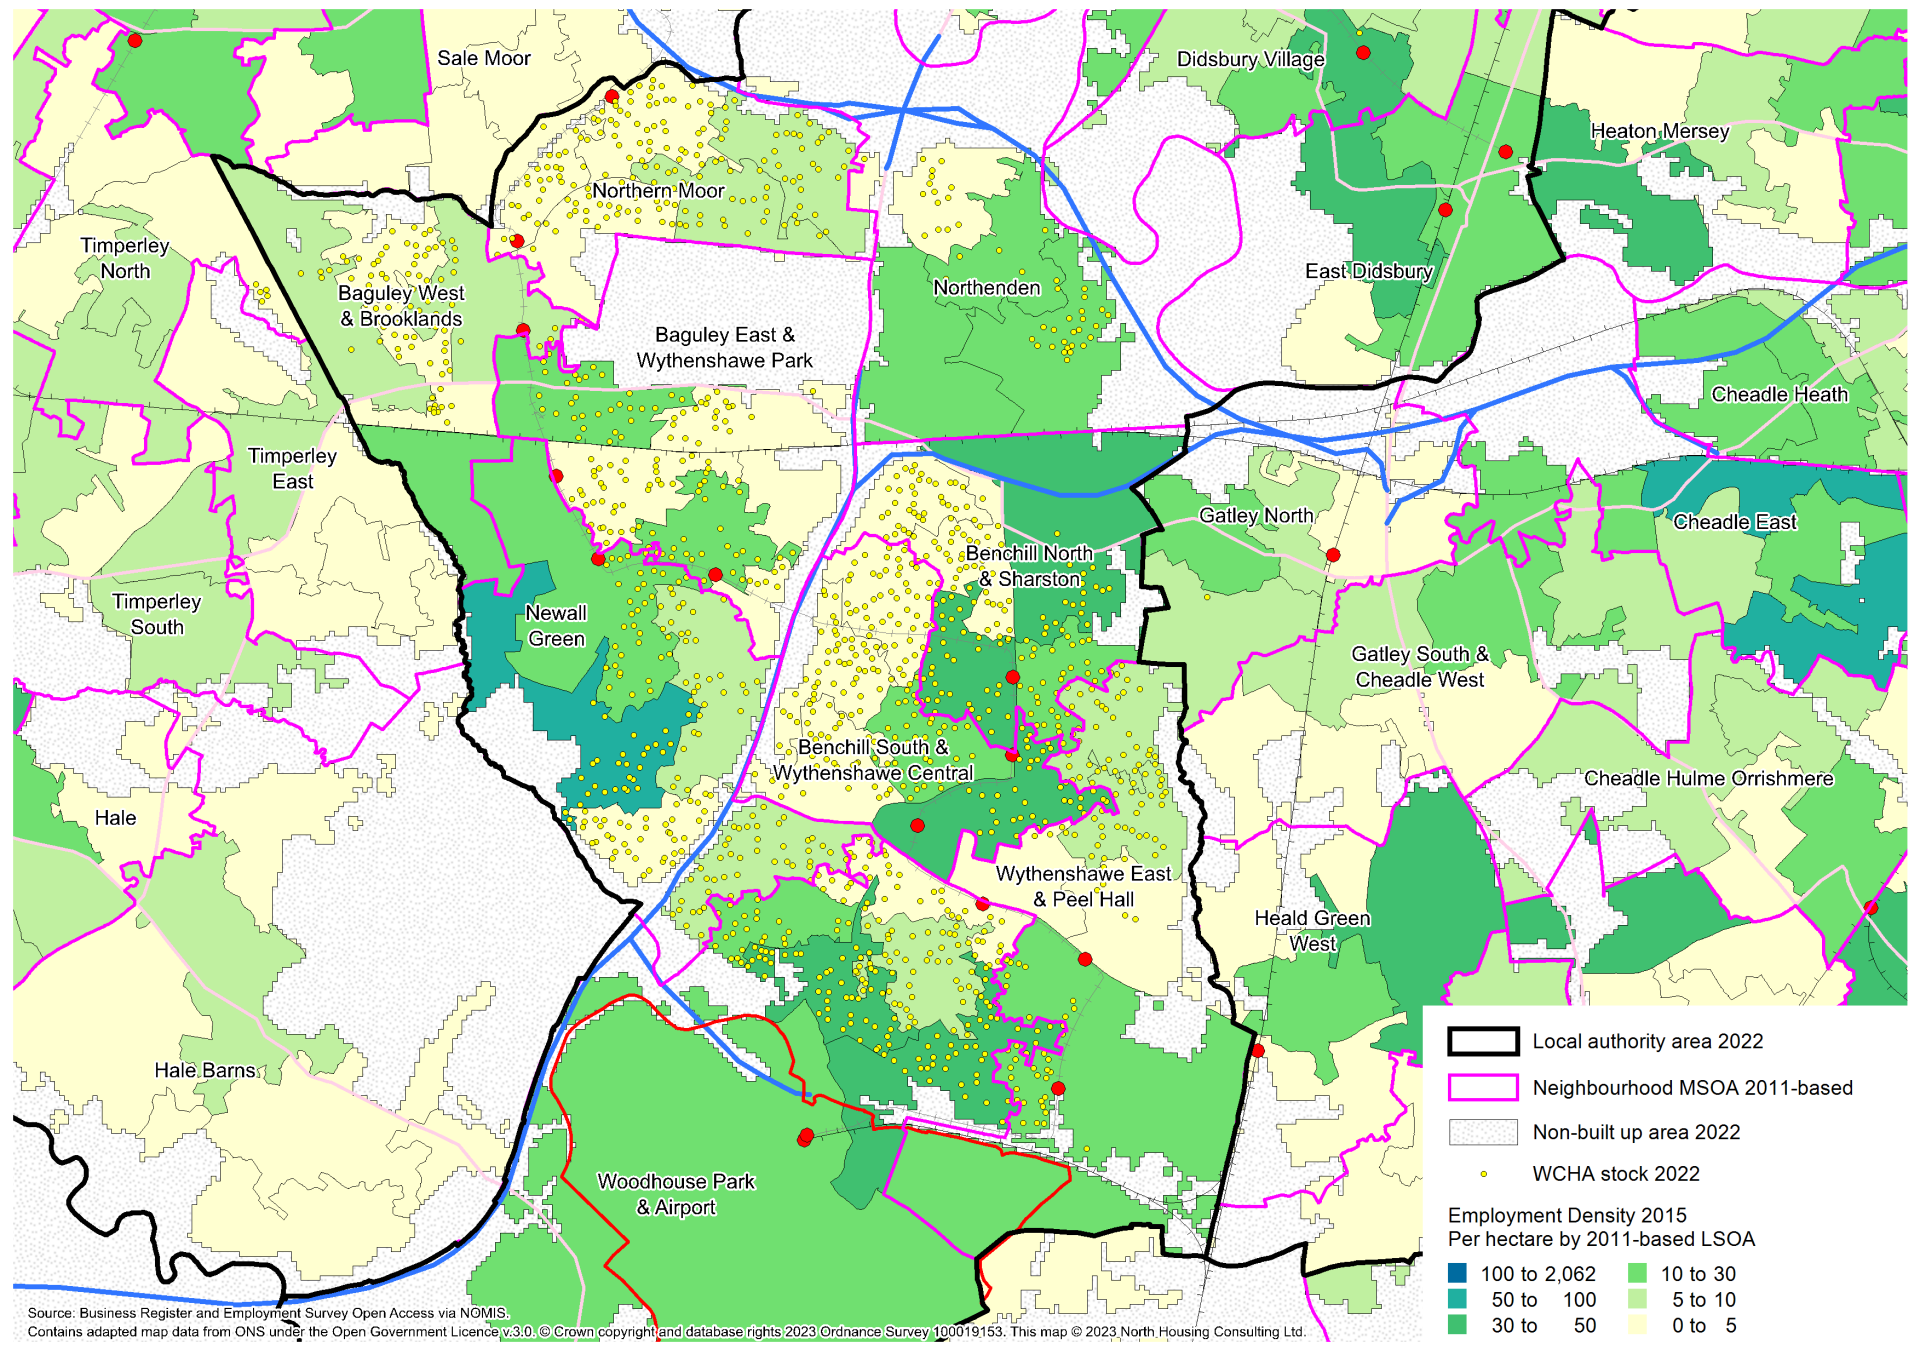 Sale Moor
Didsbury Village
Heaton Mersey
Northern Moor
Timperley
North
Baguley West
& Brooklands
Northenden
East Didsbury
Baguley East &
Wythenshawe Park
Cheadle Heath
Timperley
East
Gatley North
Cheadle East
Benchill North
& Sharston
Timperley
South
Newall
Green
Gatley South &
Cheadle West
Benchill South &
Wythenshawe Central
Cheadle Hulme Orrishmere
Hale
Wythenshawe East
& Peel Hall
Heald Green
West
Hale Barns
Woodhouse Park
& Airport
Local authority area 2022
Neighbourhood MSOA 2011-based
Non-built up area 2022
WCHA stock 2022
Employment Density 2015
Per hectare by 2011-based LSOA
100 to 2,062 10 to 30
50 to 100 5 to 10
30 to 50 0 to 5
Source: Business Register and Employment Survey Open Access via NOMIS.
Contains adapted map data from ONS under the Open Government Licence v.3.0. © Crown copyright and database rights 2023 Ordnance Survey 100019153. This map © 2023 North Housing Consulting Ltd.